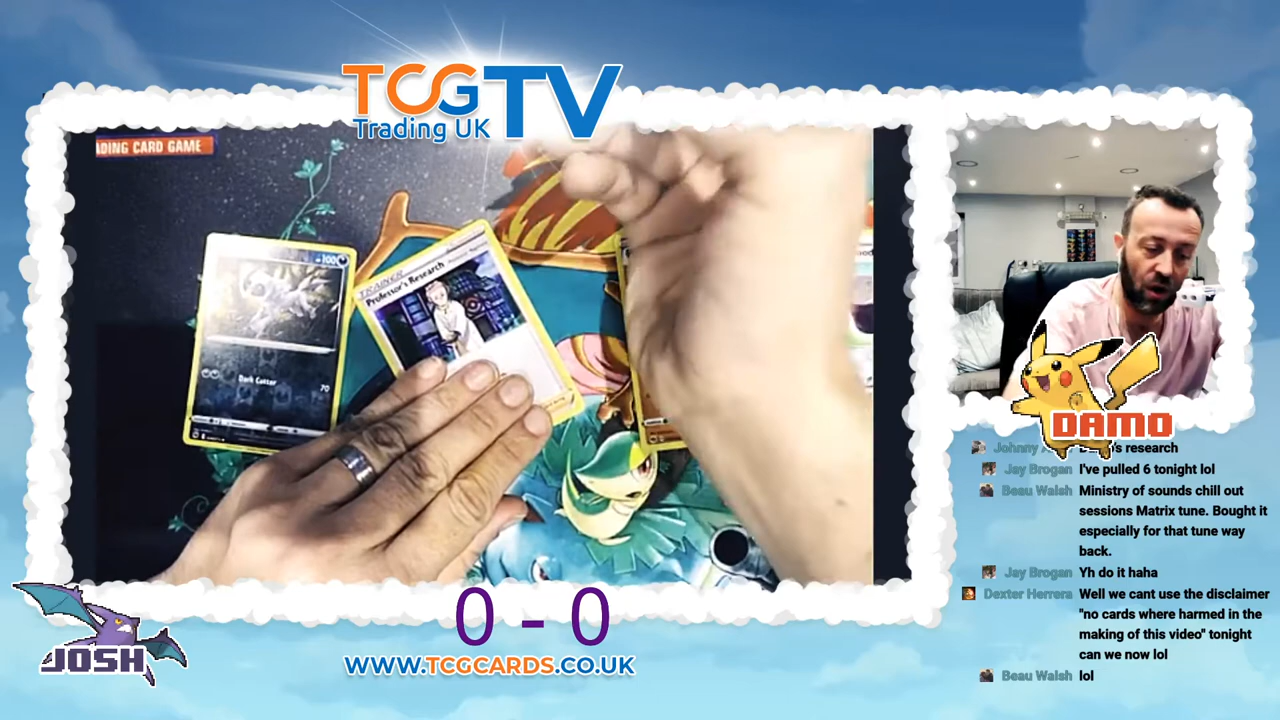 TCG TV
Trading UK
ADING CARD GAME
100
Dark Cutter 70
TRAINER
Professor's Research
DAMO
Johnny
's research
Jay Brogan I've pulled 6 tonight lol
Beau Walsh Ministry of sounds chill out
sessions Matrix tune. Bought it
especially for that tune way
back.
Jay Brogan Yh do it haha
Dexter Herrera Well we cant use the disclaimer
"no cards where harmed in the
making of this video" tonight
can we now lol
Beau Walsh lol
JOSH
0 - 0
WWW.TCGCARDS.CO.UK